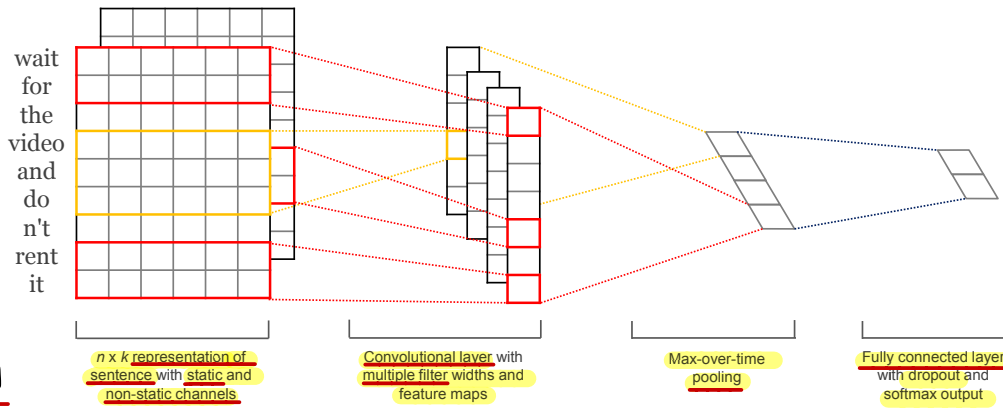 wait
for
the
video
and
do
n't
rent
it
n x k representation of
sentence with static and
non-static channels
Convolutional layer with
multiple filter widths and
feature maps
Max-over-time
pooling
Fully connected layer
with dropout and
softmax output